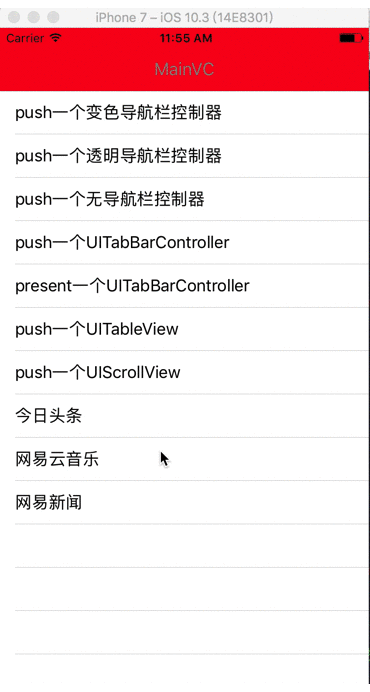 iPhone 7 – iOS 10.3 (14E8301)
Carrier 11:55 AM
MainVC
push一个变色导航栏控制器
push一个透明导航栏控制器
push一个无导航栏控制器
push一个UITabBarController
present一个UITabBarController
push一个UITableView
push一个UIScrollView
今日头条
网易云音乐
网易新闻